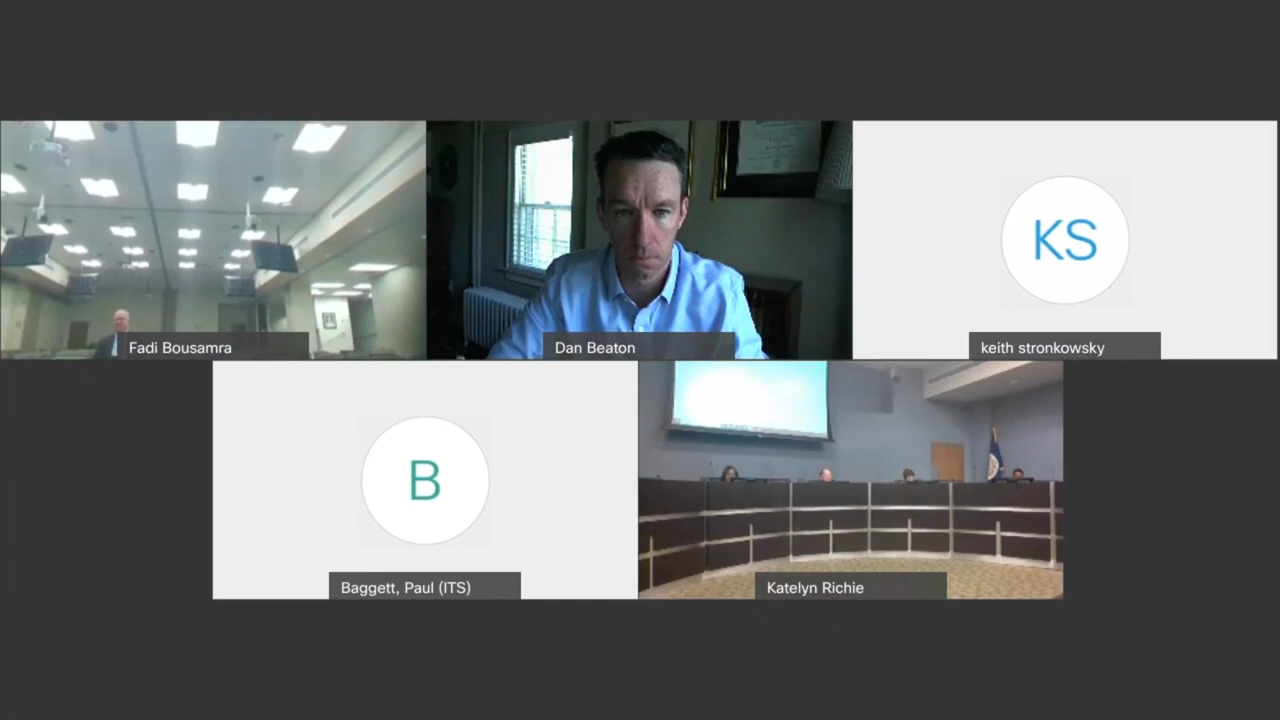 Fadi Bousamra
Dan Beaton
KS
keith stronkowsky
B
Baggett, Paul (ITS)
Katelyn Richie